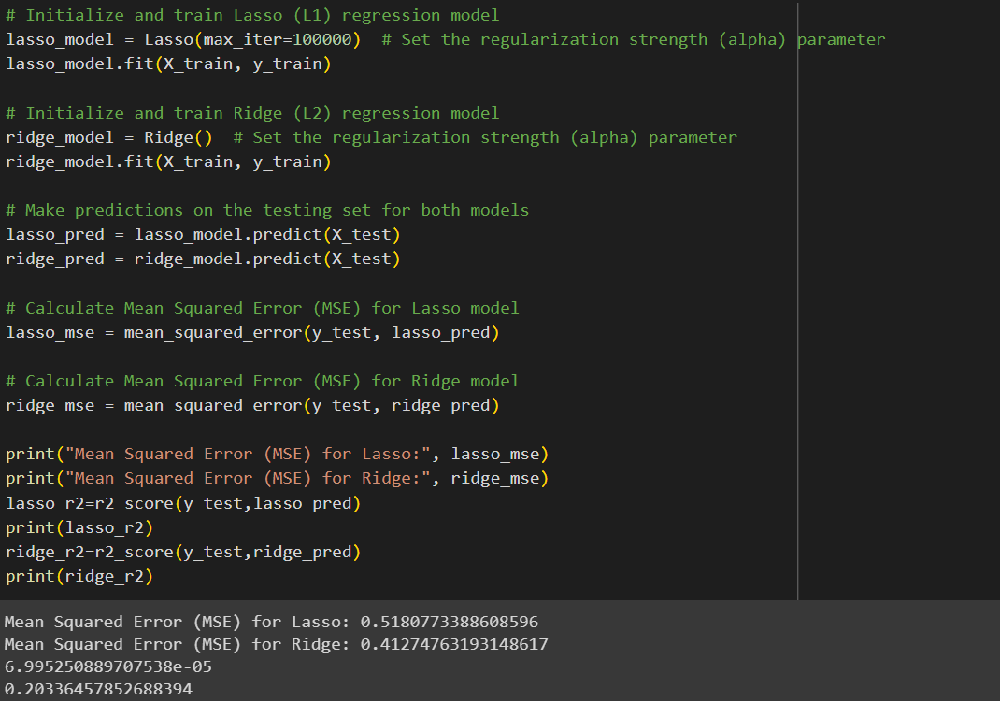 # Initialize and train Lasso (L1) regression model
lasso_model = Lasso(max_iter=100000)  # Set the regularization strength (alpha) parameter
lasso_model.fit(X_train, y_train)
# Initialize and train Ridge (L2) regression model
ridge_model = Ridge()  # Set the regularization strength (alpha) parameter
ridge_model.fit(X_train, y_train)
# Make predictions on the testing set for both models
lasso_pred = lasso_model.predict(X_test)
ridge_pred = ridge_model.predict(X_test)
# Calculate Mean Squared Error (MSE) for Lasso model
lasso_mse = mean_squared_error(y_test, lasso_pred)
# Calculate Mean Squared Error (MSE) for Ridge model
ridge_mse = mean_squared_error(y_test, ridge_pred)
print("Mean Squared Error (MSE) for Lasso:", lasso_mse)
print("Mean Squared Error (MSE) for Ridge:", ridge_mse)
lasso_r2=r2_score(y_test,lasso_pred)
print(lasso_r2)
ridge_r2=r2_score(y_test,ridge_pred)
print(ridge_r2)
Mean Squared Error (MSE) for Lasso: 0.5180773388608596
Mean Squared Error (MSE) for Ridge: 0.41274763193148617
6.995250889707538e-05
0.20336457852688394